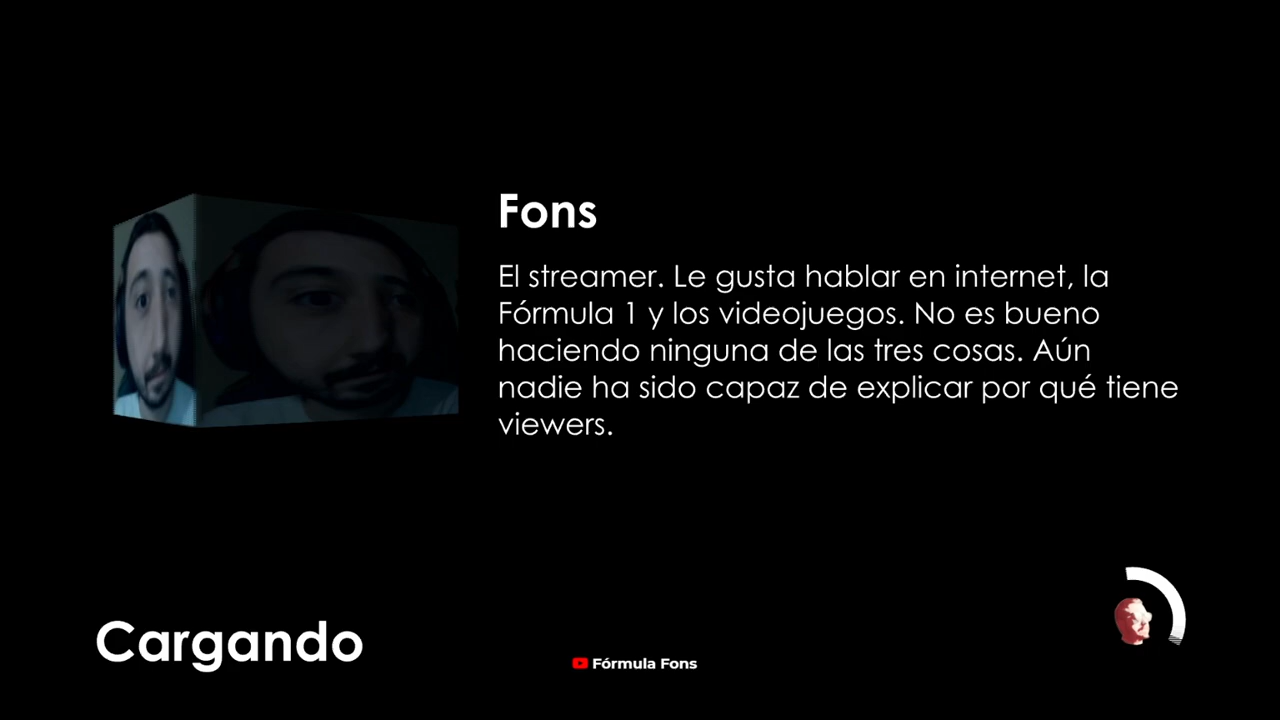 Fons
El streamer. Le gusta hablar en internet, la
Fórmula 1 y los videojuegos. No es bueno
haciendo ninguna de las tres cosas. Aún
nadie ha sido capaz de explicar por qué tiene
viewers.
Cargando
Fórmula Fons